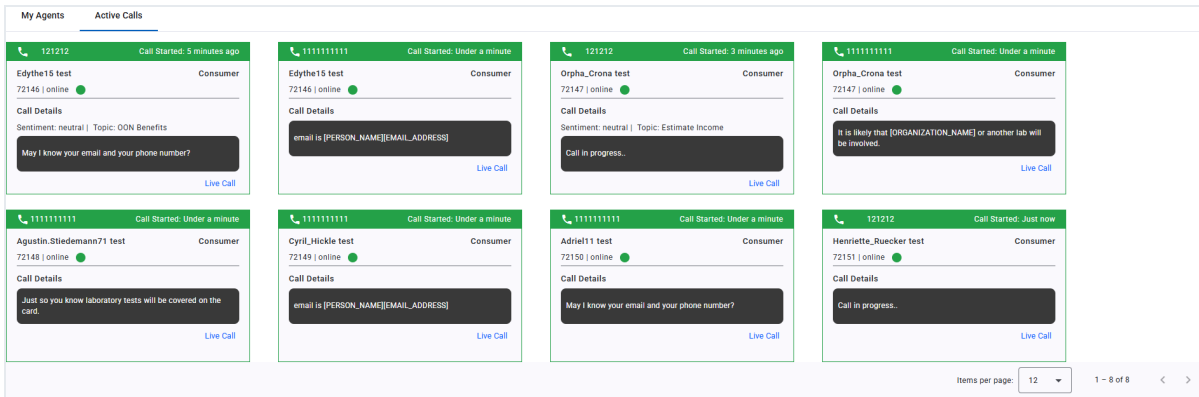 My Agents Active Calls
121212 Call Started: 5 minutes ago
Edythe15 test Consumer
72146 | online
Call Details
Sentiment: neutral | Topic: OON Benefits
May I know your email and your phone number?
Live Call
1111111111 Call Started: Under a minute
Edythe15 test Consumer
72146 | online
Call Details
email is [PERSON_NAME][EMAIL_ADDRESS]
Live Call
121212 Call Started: 3 minutes ago
Orpha_Crona test Consumer
72147 | online
Call Details
Sentiment: neutral | Topic: Estimate Income
Call in progress..
Live Call
1111111111 Call Started: Under a minute
Orpha_Crona test Consumer
72147 | online
Call Details
It is likely that [ORGANIZATION_NAME] or another lab will
be involved.
Live Call
1111111111 Call Started: Under a minute
Agustin.Stiedemann71 test Consumer
72148 | online
Call Details
Just so you know laboratory tests will be covered on the
card.
Live Call
1111111111 Call Started: Under a minute
Cyril_Hickle test Consumer
72149 | online
Call Details
email is [PERSON_NAME][EMAIL_ADDRESS]
Live Call
1111111111 Call Started: Under a minute
Adriel11 test Consumer
72150 | online
Call Details
May I know your email and your phone number?
Live Call
121212 Call Started: Just now
Henriette_Ruecker test Consumer
72151 | online
Call Details
Call in progress..
Live Call
Items per page: 12 1 – 8 of 8